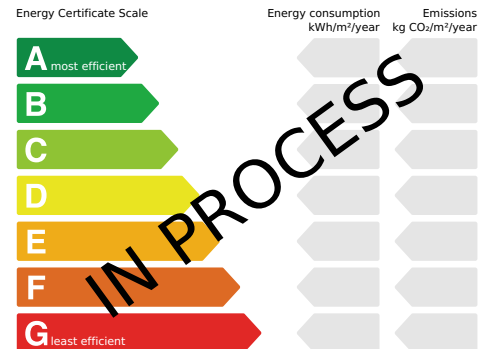 Energy Certificate Scale
Energy consumption
kWh/m²/year
Emissions
kg CO₂/m²/year
A most efficient
B
C
D
E
F
G least efficient
IN PROCESS